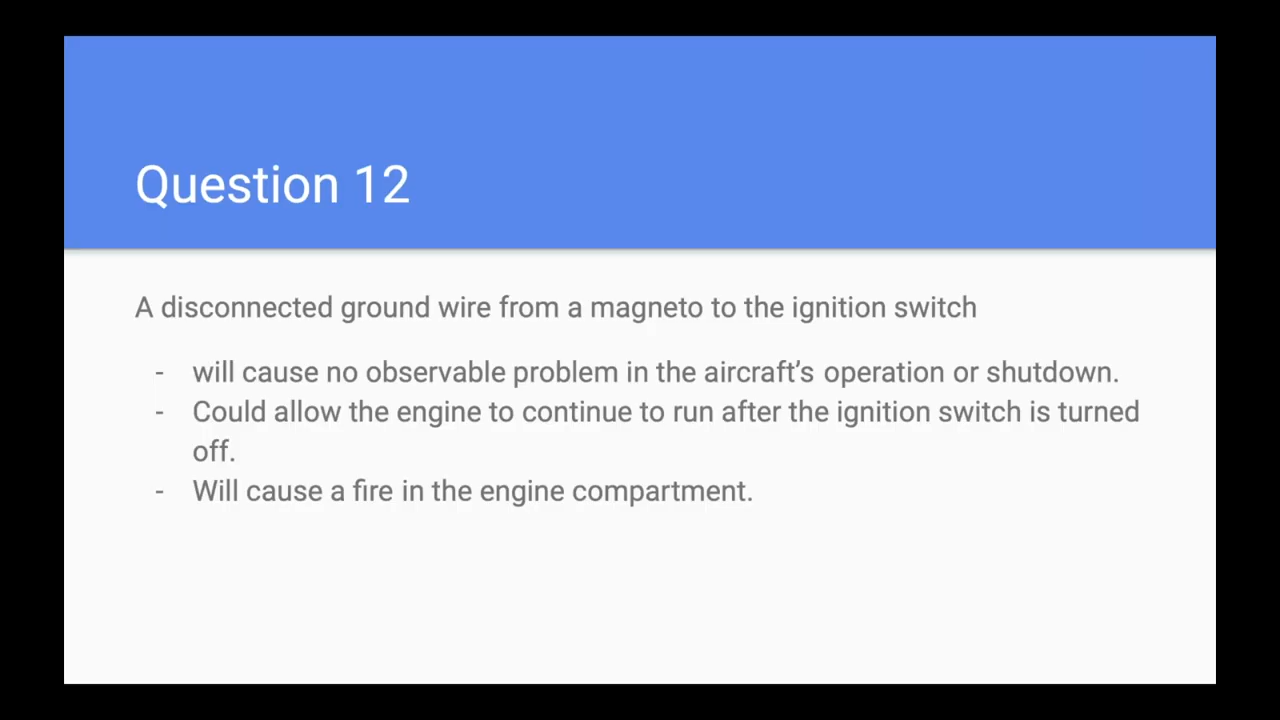 Question 12
A disconnected ground wire from a magneto to the ignition switch
- will cause no observable problem in the aircraft’s operation or shutdown.
- Could allow the engine to continue to run after the ignition switch is turned
off.
- Will cause a fire in the engine compartment.